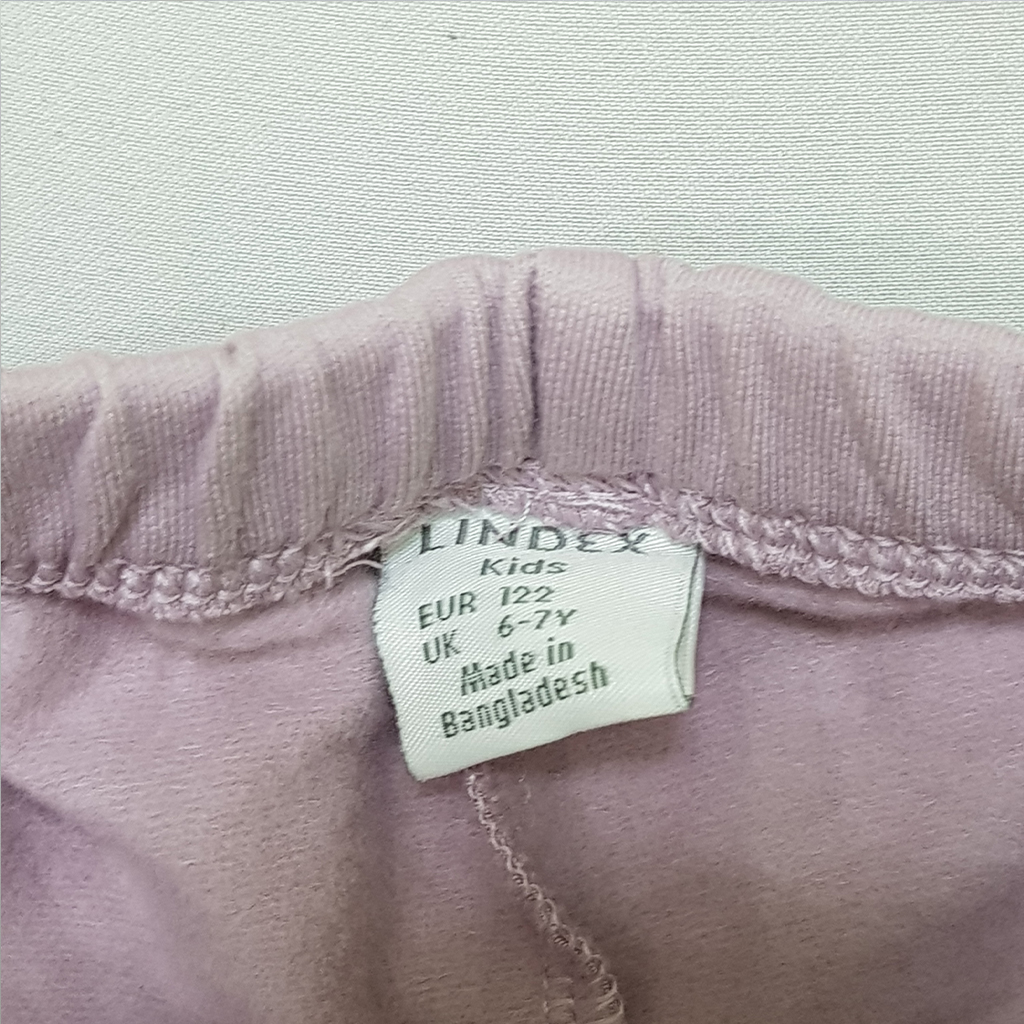 LINDEX
Kids
EUR 122
UK 6-7Y
Made in
Bangladesh